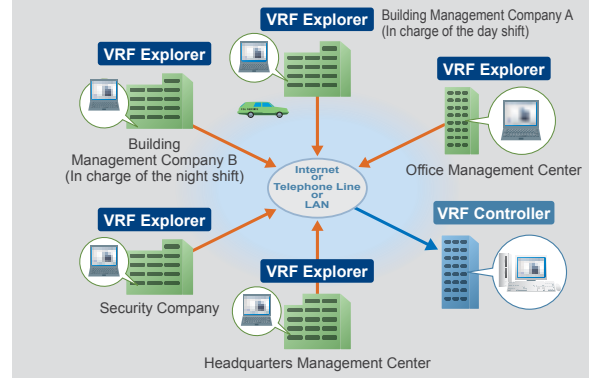 VRF Explorer
Building Management Company A
(In charge of the day shift)
VRF Explorer
VRF Explorer
Building
Management Company B
(In charge of the night shift)
Office Management Center
Internet
or
Telephone Line
or
LAN
VRF Explorer
VRF Controller
Security Company
VRF Explorer
Headquarters Management Center